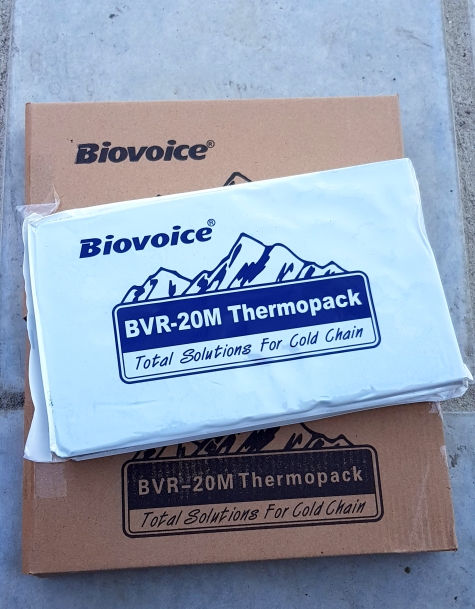 Biovoice®
Biovoice®
BVR-20M Thermopack
Total Solutions For Cold Chain
BVR-20M Thermopack
Total Solutions For Cold Chain